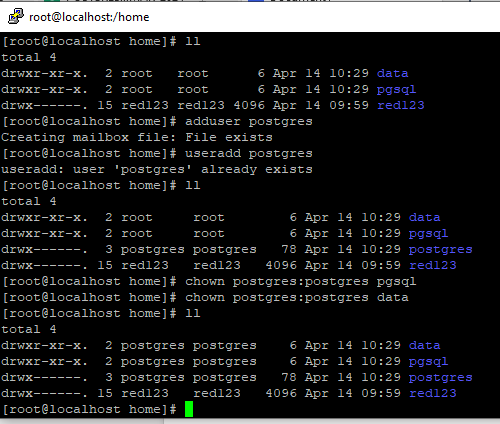 root@localhost:/home
[root@localhost home]# ll
total 4
drwxr-xr-x.  2 root   root      6 Apr 14 10:29 data
drwxr-xr-x.  2 root   root      6 Apr 14 10:29 pgsql
drwx------. 15 red123 red123 4096 Apr 14 09:59 red123
[root@localhost home]# adduser postgres
Creating mailbox file: File exists
[root@localhost home]# useradd postgres
useradd: user 'postgres' already exists
[root@localhost home]# ll
total 4
drwxr-xr-x.  2 root     root        6 Apr 14 10:29 data
drwxr-xr-x.  2 root     root        6 Apr 14 10:29 pgsql
drwx------.  3 postgres postgres   78 Apr 14 10:29 postgres
drwx------. 15 red123   red123   4096 Apr 14 09:59 red123
[root@localhost home]# chown postgres:postgres pgsql
[root@localhost home]# chown postgres:postgres data
[root@localhost home]# ll
total 4
drwxr-xr-x.  2 postgres postgres    6 Apr 14 10:29 data
drwxr-xr-x.  2 postgres postgres    6 Apr 14 10:29 pgsql
drwx------.  3 postgres postgres   78 Apr 14 10:29 postgres
drwx------. 15 red123   red123   4096 Apr 14 09:59 red123
[root@localhost home]#